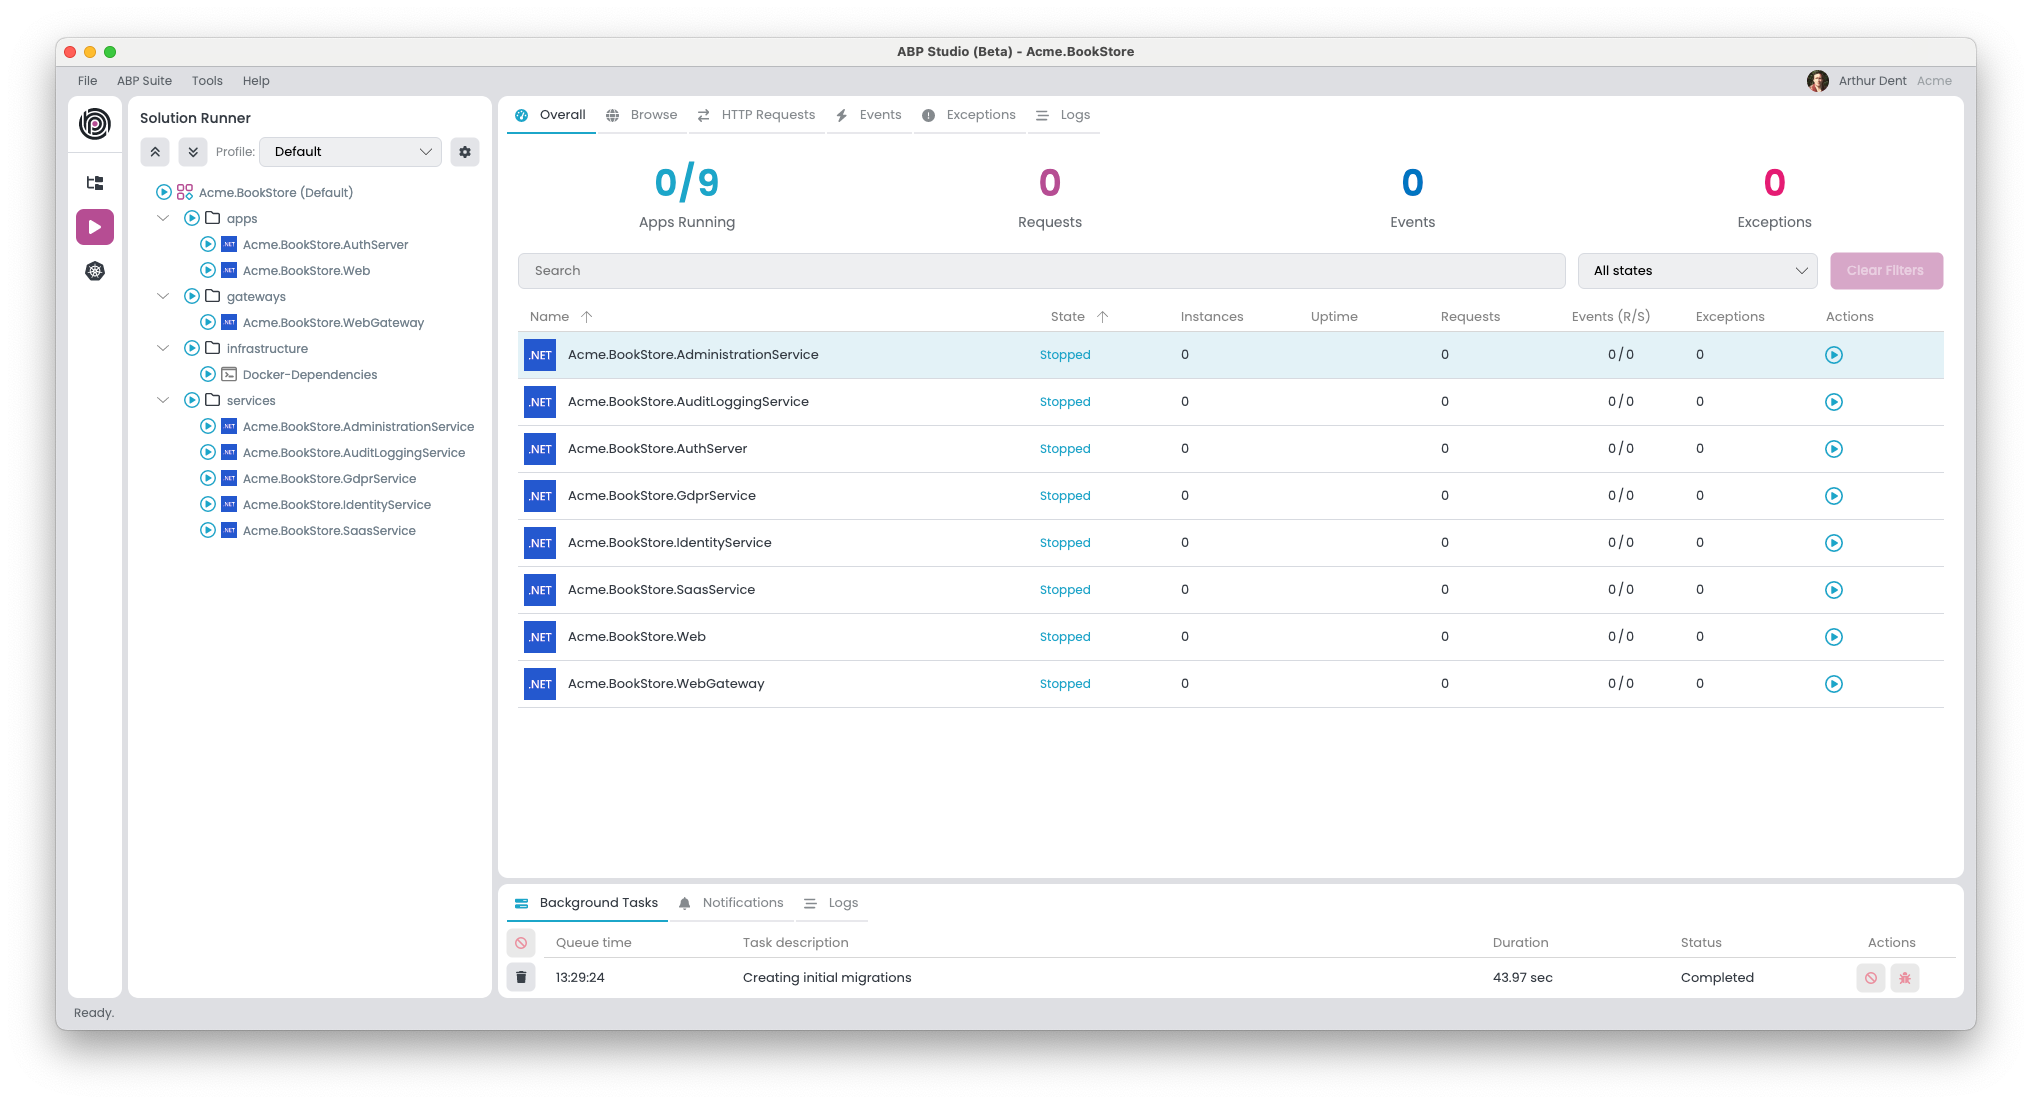 ABP Studio (Beta) - Acme.BookStore
File ABP Suite Tools Help
Arthur Dent Acme
Solution Runner
Profile: Default
Acme.BookStore (Default)
apps
.NET Acme.BookStore.AuthServer
.NET Acme.BookStore.Web
gateways
.NET Acme.BookStore.WebGateway
infrastructure
Docker-Dependencies
services
.NET Acme.BookStore.AdministrationService
.NET Acme.BookStore.AuditLoggingService
.NET Acme.BookStore.GdprService
.NET Acme.BookStore.IdentityService
.NET Acme.BookStore.SaasService
Overall Browse HTTP Requests Events Exceptions Logs
0/9 0 0 0
Apps Running Requests Events Exceptions
Search All states Clear Filters
Name State Instances Uptime Requests Events (R/S) Exceptions Actions
.NET Acme.BookStore.AdministrationService Stopped 0 0 0 / 0 0
.NET Acme.BookStore.AuditLoggingService Stopped 0 0 0 / 0 0
.NET Acme.BookStore.AuthServer Stopped 0 0 0 / 0 0
.NET Acme.BookStore.GdprService Stopped 0 0 0 / 0 0
.NET Acme.BookStore.IdentityService Stopped 0 0 0 / 0 0
.NET Acme.BookStore.SaasService Stopped 0 0 0 / 0 0
.NET Acme.BookStore.Web Stopped 0 0 0 / 0 0
.NET Acme.BookStore.WebGateway Stopped 0 0 0 / 0 0
Background Tasks Notifications Logs
Queue time Task description Duration Status Actions
13:29:24 Creating initial migrations 43.97 sec Completed
Ready.